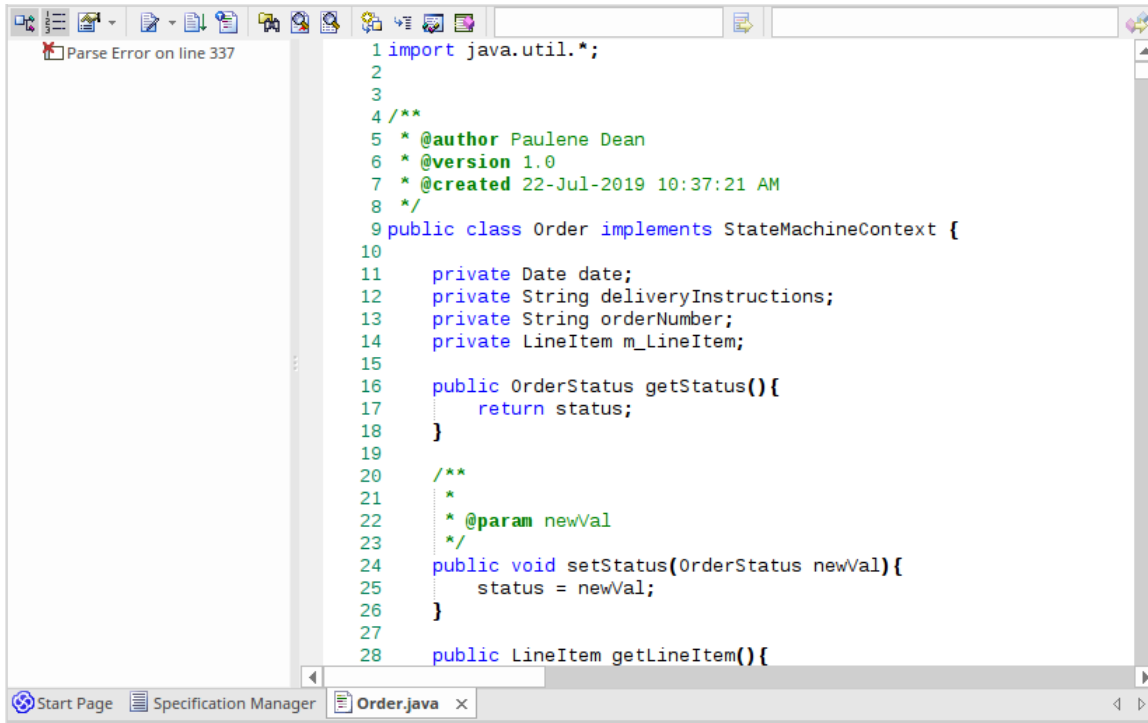 Parse Error on line 337
1 import java.util.*;
2
3
4 /**
5  * @author Paulene Dean
6  * @version 1.0
7  * @created 22-Jul-2019 10:37:21 AM
8  */
9 public class Order implements StateMachineContext {
10
11     private Date date;
12     private String deliveryInstructions;
13     private String orderNumber;
14     private LineItem m_LineItem;
15
16     public OrderStatus getStatus(){
17         return status;
18     }
19
20     /**
21      *
22      * @param newVal
23      */
24     public void setStatus(OrderStatus newVal){
25         status = newVal;
26     }
27
28     public LineItem getLineItem(){
Start Page Specification Manager Order.java ×